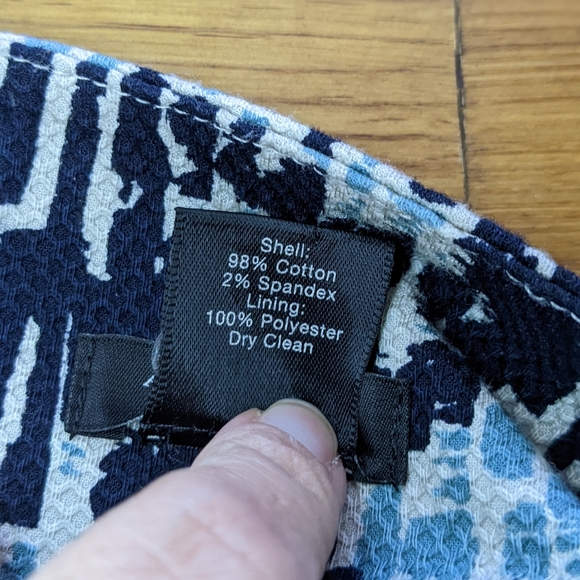 Shell:
98% Cotton
2% Spandex
Lining:
100% Polyester
Dry Clean